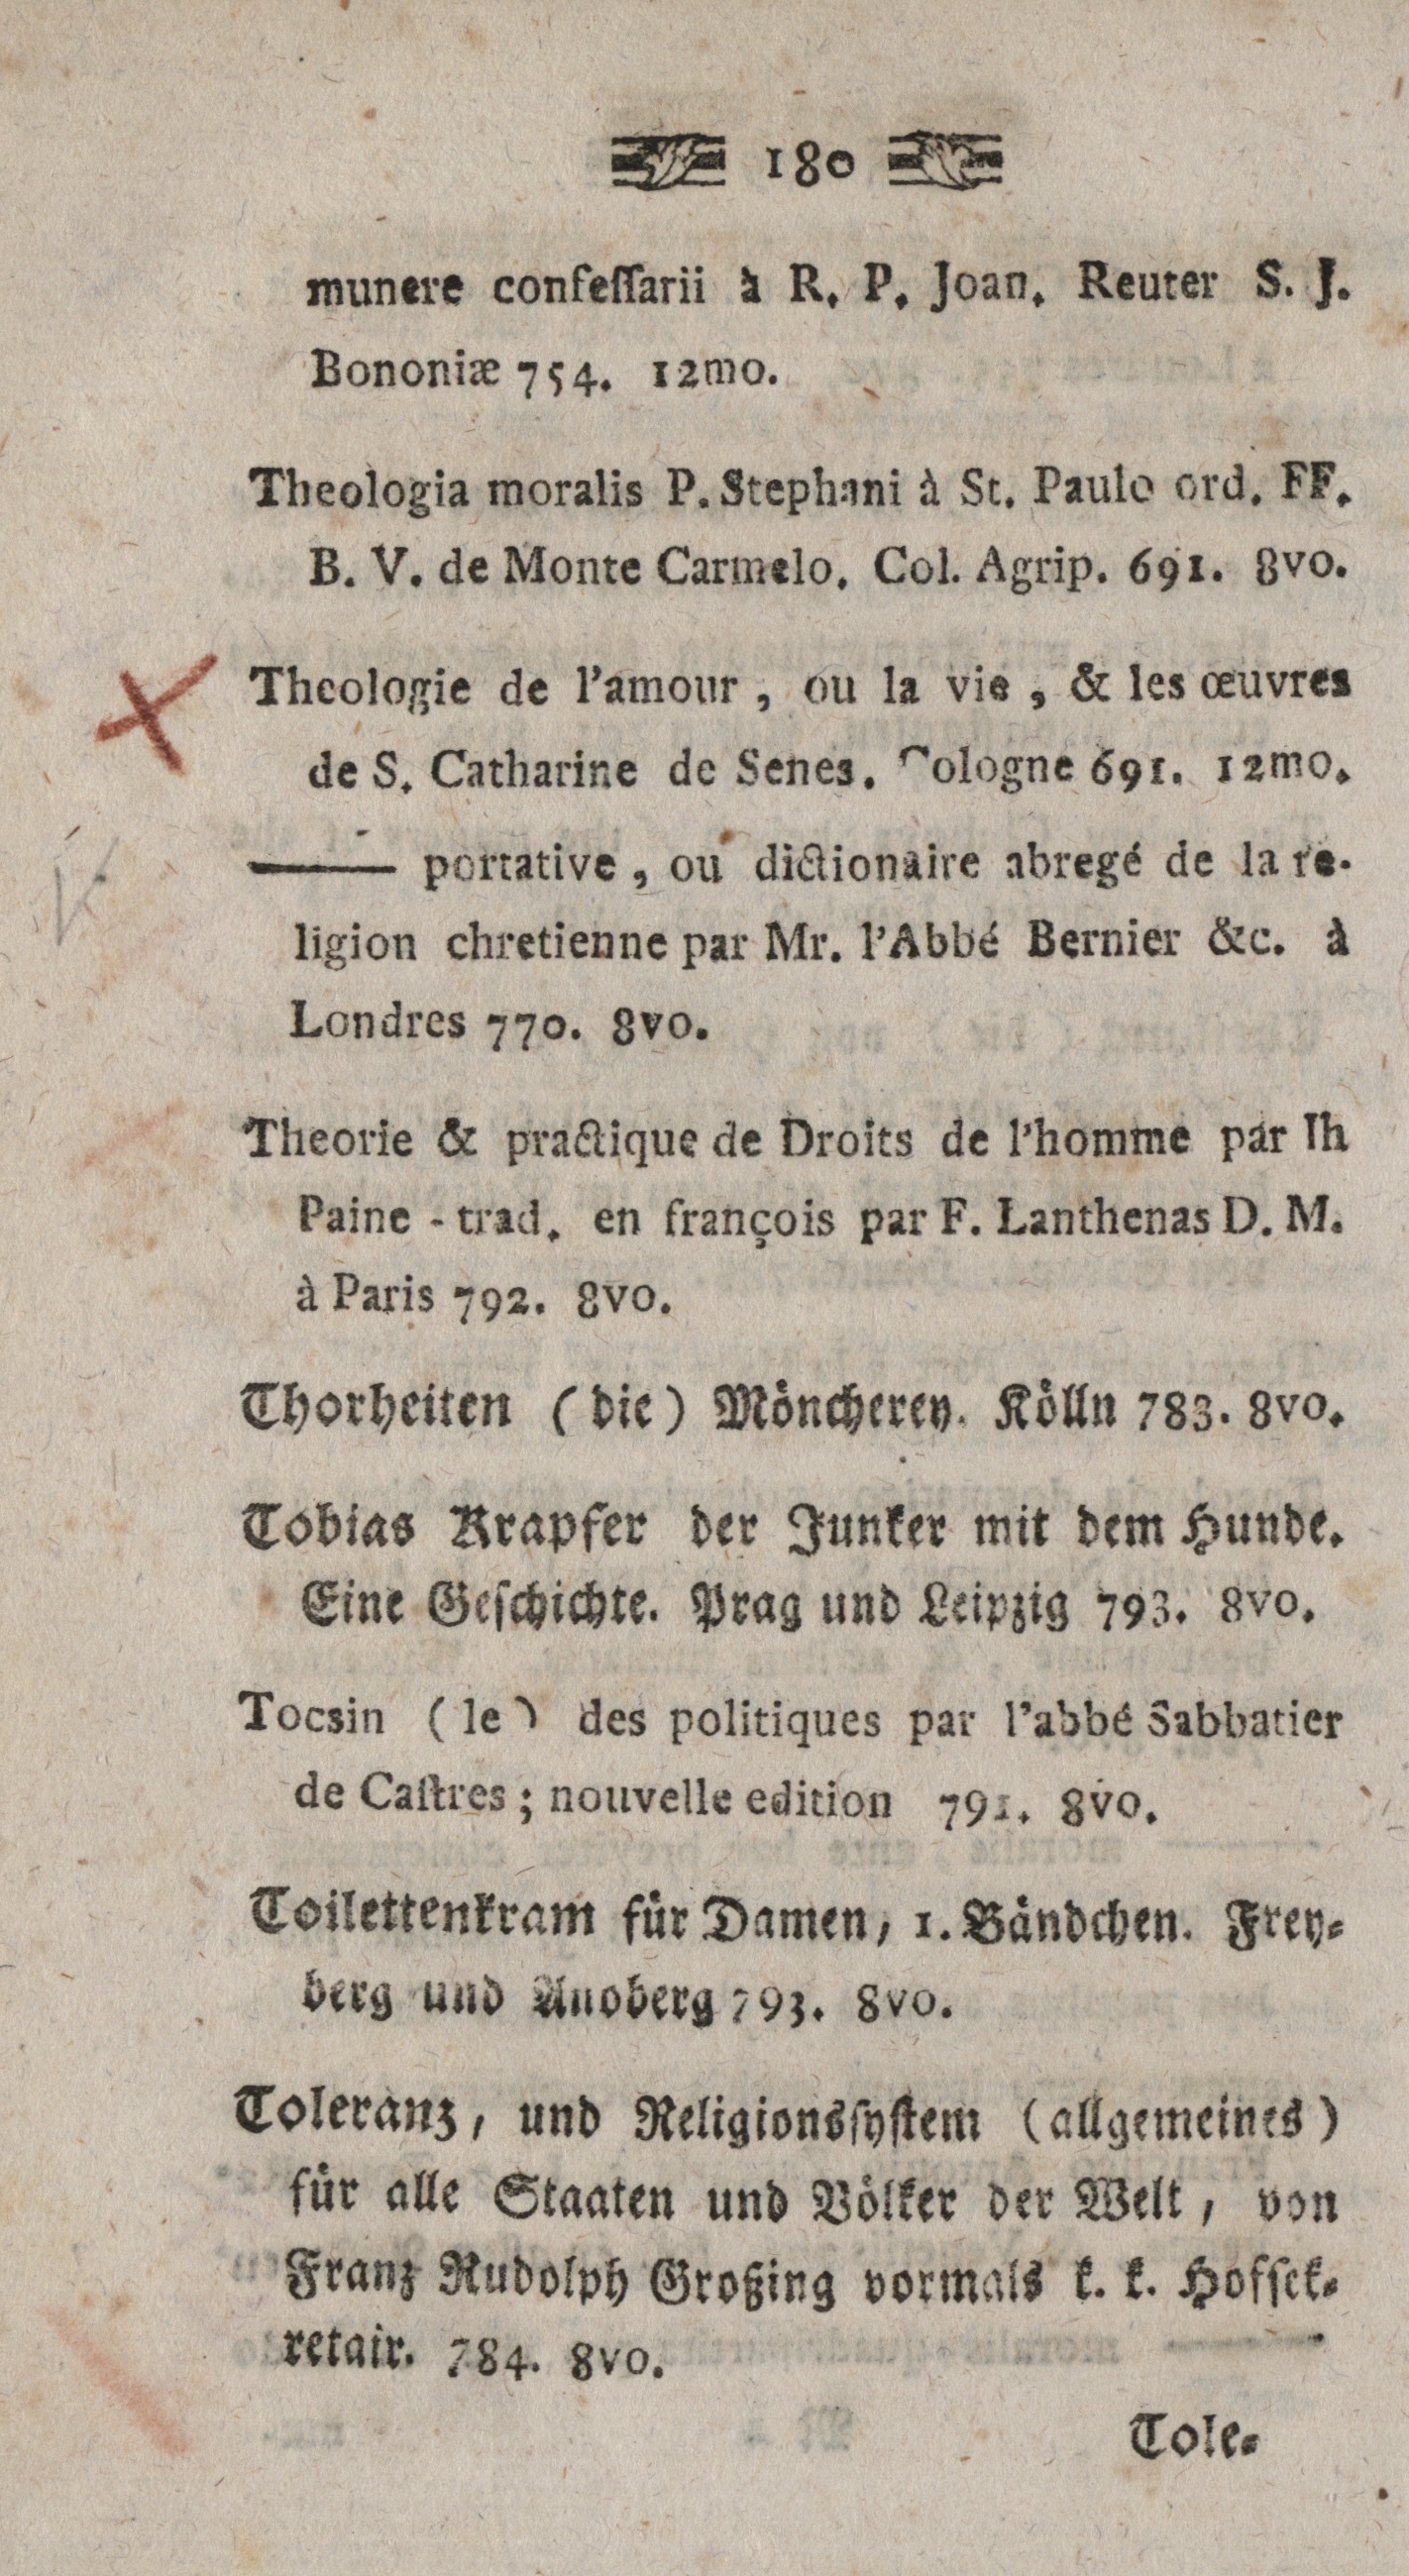 180
munere confeſſarii à R. P. Joan. Reuter S. J.
Bononiæ 754. 12mo.
Theologia moralis P. Stephani à St. Paulo ord. FF.
B. V. de Monte Carmelo. Col. Agrip. 691. 8vo.
Theologie de l'amour, ou la vie, & les œuvres
de S. Catharine de Senes. Cologne 691. 12mo.
—— portative, ou dictionaire abregé de la re-
ligion chretienne par Mr. l'Abbé Bernier &c. à
Londres 770. 8vo.
Theorie & practique de Droits de l'homme par Ih
Paine - trad. en françois par F. Lanthenas D. M.
à Paris 792. 8vo.
Thorheiten (die) Möncherey. Kölln 783. 8vo.
Tobias Krapfer der Junker mit dem Hunde.
Eine Geſchichte. Prag und Leipzig 793. 8vo.
Tocsin (le) des politiques par l'abbé Sabbatier
de Caſtres; nouvelle edition 791. 8vo.
Toilettenkram für Damen, 1. Bändchen. Frey-
berg und Anoberg 793. 8vo.
Toleranz, und Religionsſyſtem (allgemeines)
für alle Staaten und Völker der Welt, von
Franz Rudolph Großing vormals k. k. Hofſek-
retair. 784. 8vo.
Tole-